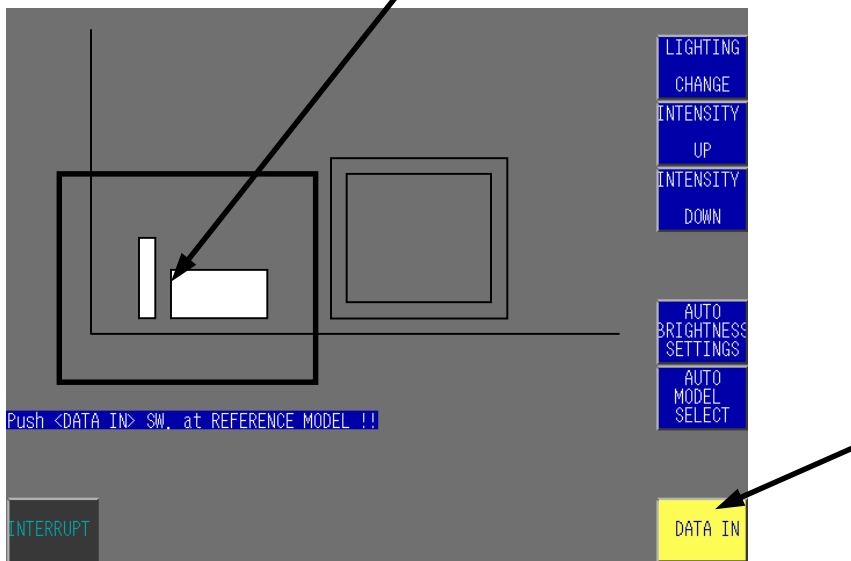 LIGHTING
CHANGE
INTENSITY
UP
INTENSITY
DOWN
AUTO
BRIGHTNESS
SETTINGS
AUTO
MODEL
SELECT
Push <DATA IN> SW. at REFERENCE MODEL !!
INTERRUPT
DATA IN